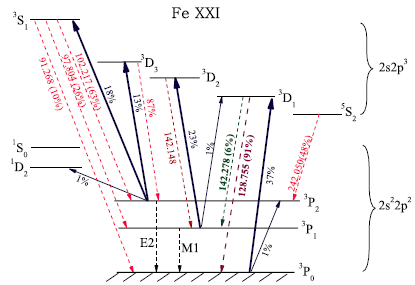 Fe XXI
³S₁
³D₃
³D₂
³D₁
⁵S₂
2s2p³
¹S₀
¹D₂
91.268 (10%)
97.894 (26%)
102.217 (63%)
18%
13%
87%
142.148
23%
1%
142.278 (6%)
128.755 (91%)
37%
242.050(48%)
1%
1%
E2
M1
³P₂
³P₁
³P₀
2s²2p²